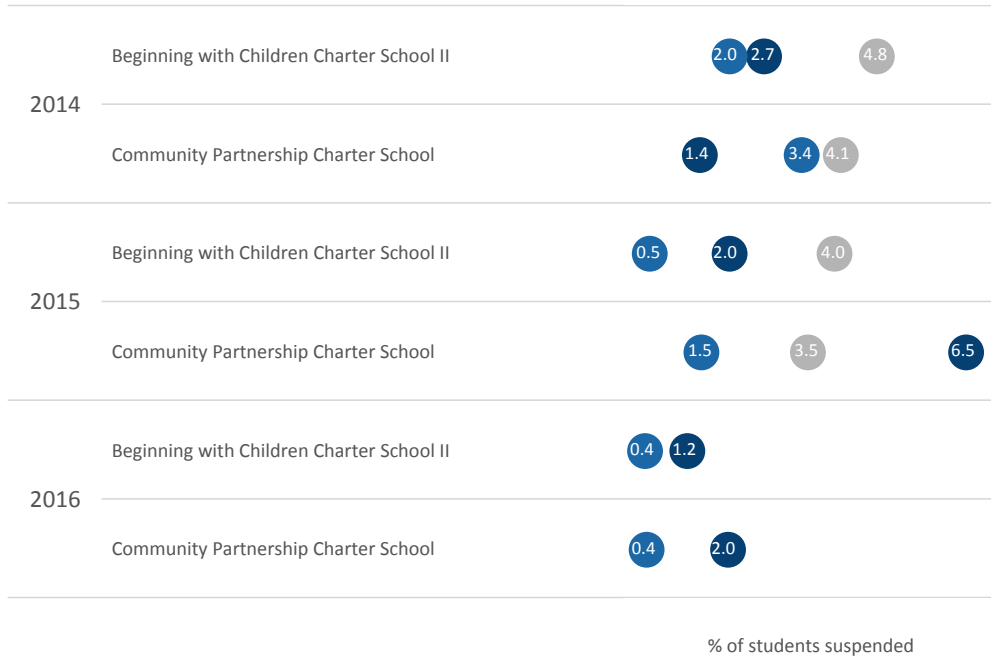 Beginning with Children Charter School II 2.0 2.7 4.8
2014
Community Partnership Charter School 1.4 3.4 4.1
Beginning with Children Charter School II 0.5 2.0 4.0
2015
Community Partnership Charter School 1.5 3.5 6.5
Beginning with Children Charter School II 0.4 1.2
2016
Community Partnership Charter School 0.4 2.0
% of students suspended